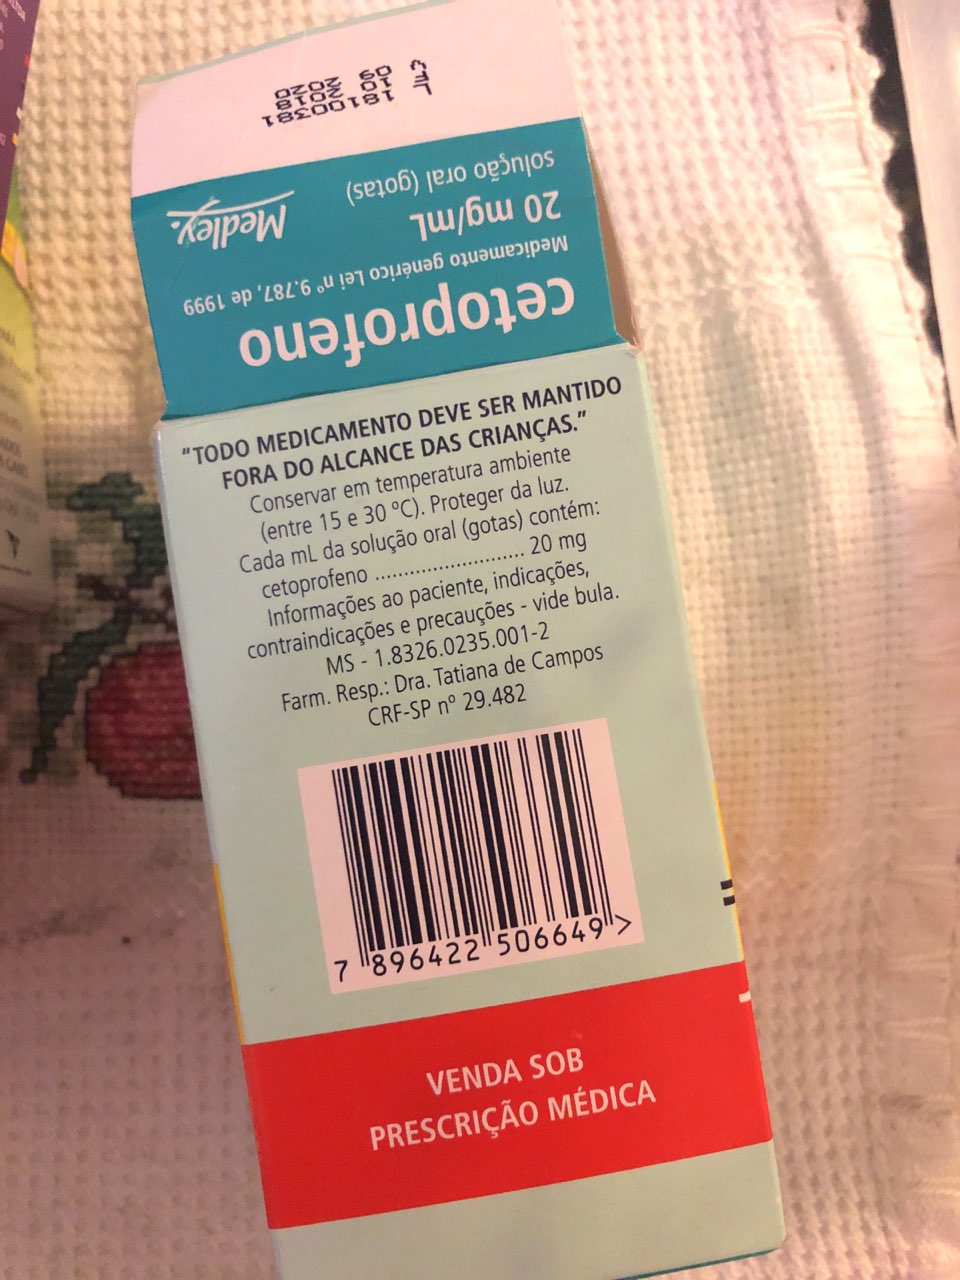 cetoprofeno
Medicamento genérico Lei nº 9.787, de 1999
20 mg/mL
solução oral (gotas)
Medley.
L 18100381
F 10 2018
V 09 2020
"TODO MEDICAMENTO DEVE SER MANTIDO
FORA DO ALCANCE DAS CRIANÇAS."
Conservar em temperatura ambiente
(entre 15 e 30 ºC). Proteger da luz.
Cada mL da solução oral (gotas) contém:
cetoprofeno ......................... 20 mg
Informações ao paciente, indicações,
contraindicações e precauções - vide bula.
MS - 1.8326.0235.001-2
Farm. Resp.: Dra. Tatiana de Campos
CRF-SP nº 29.482
7 896422 506649 >
VENDA SOB
PRESCRIÇÃO MÉDICA